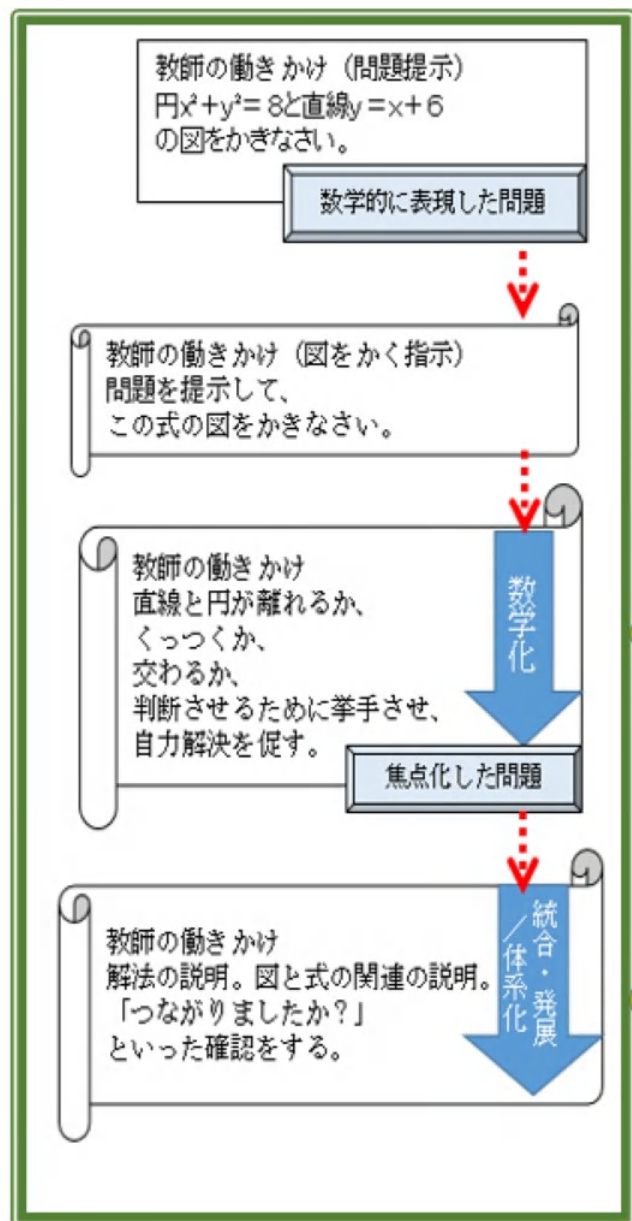 教師の働きかけ（問題提示）
円x²+y²=8と直線y=x+6
の図をかきなさい。
数学的に表現した問題
教師の働きかけ（図をかく指示）
問題を提示して、
この式の図をかきなさい。
教師の働きかけ
直線と円が離れるか、
くっつくか、
交わるか、
判断させるために挙手させ、
自力解決を促す。
数学化
焦点化した問題
教師の働きかけ
解法の説明。図と式の関連の説明。
「つながりましたか？」
といった確認をする。
統合・発展
／体系化